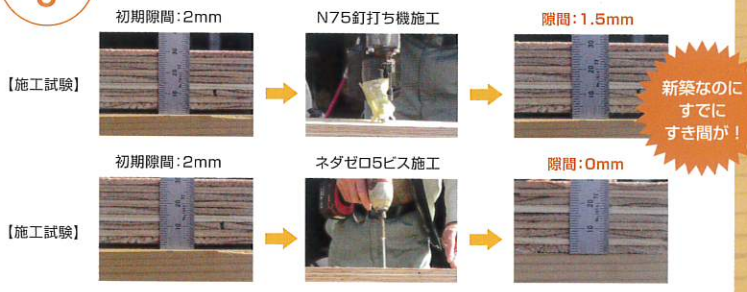 初期隙間：2mm
N75釘打ち機施工
隙間：1.5mm
【施工試験】
新築なのに
すでに
すき間が！
初期隙間：2mm
ネダゼロ5ビス施工
隙間：0mm
【施工試験】